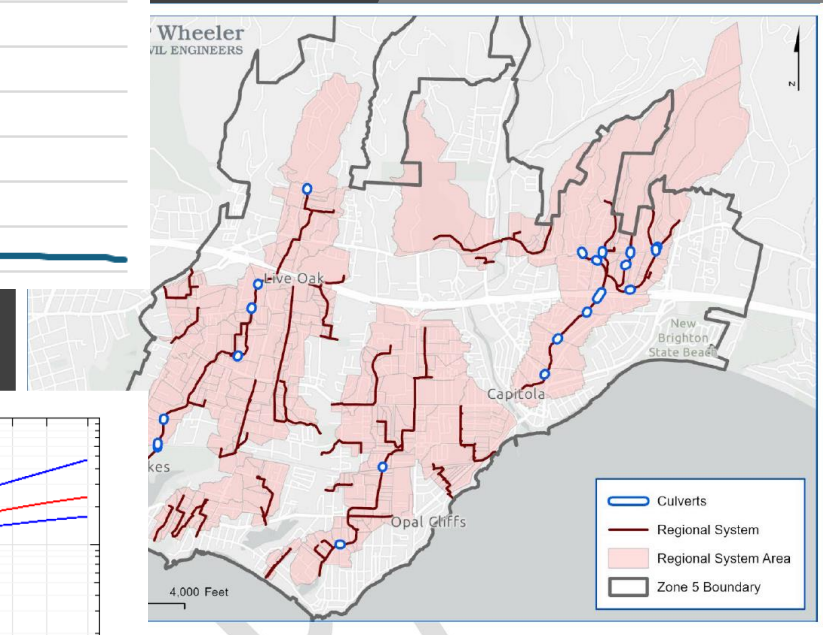 Wheeler
VIL ENGINEERS
N
Live Oak
New
Brighton
State Beach
Capitola
kes
Opal Cliffs
4,000 Feet
Culverts
Regional System
Regional System Area
Zone 5 Boundary